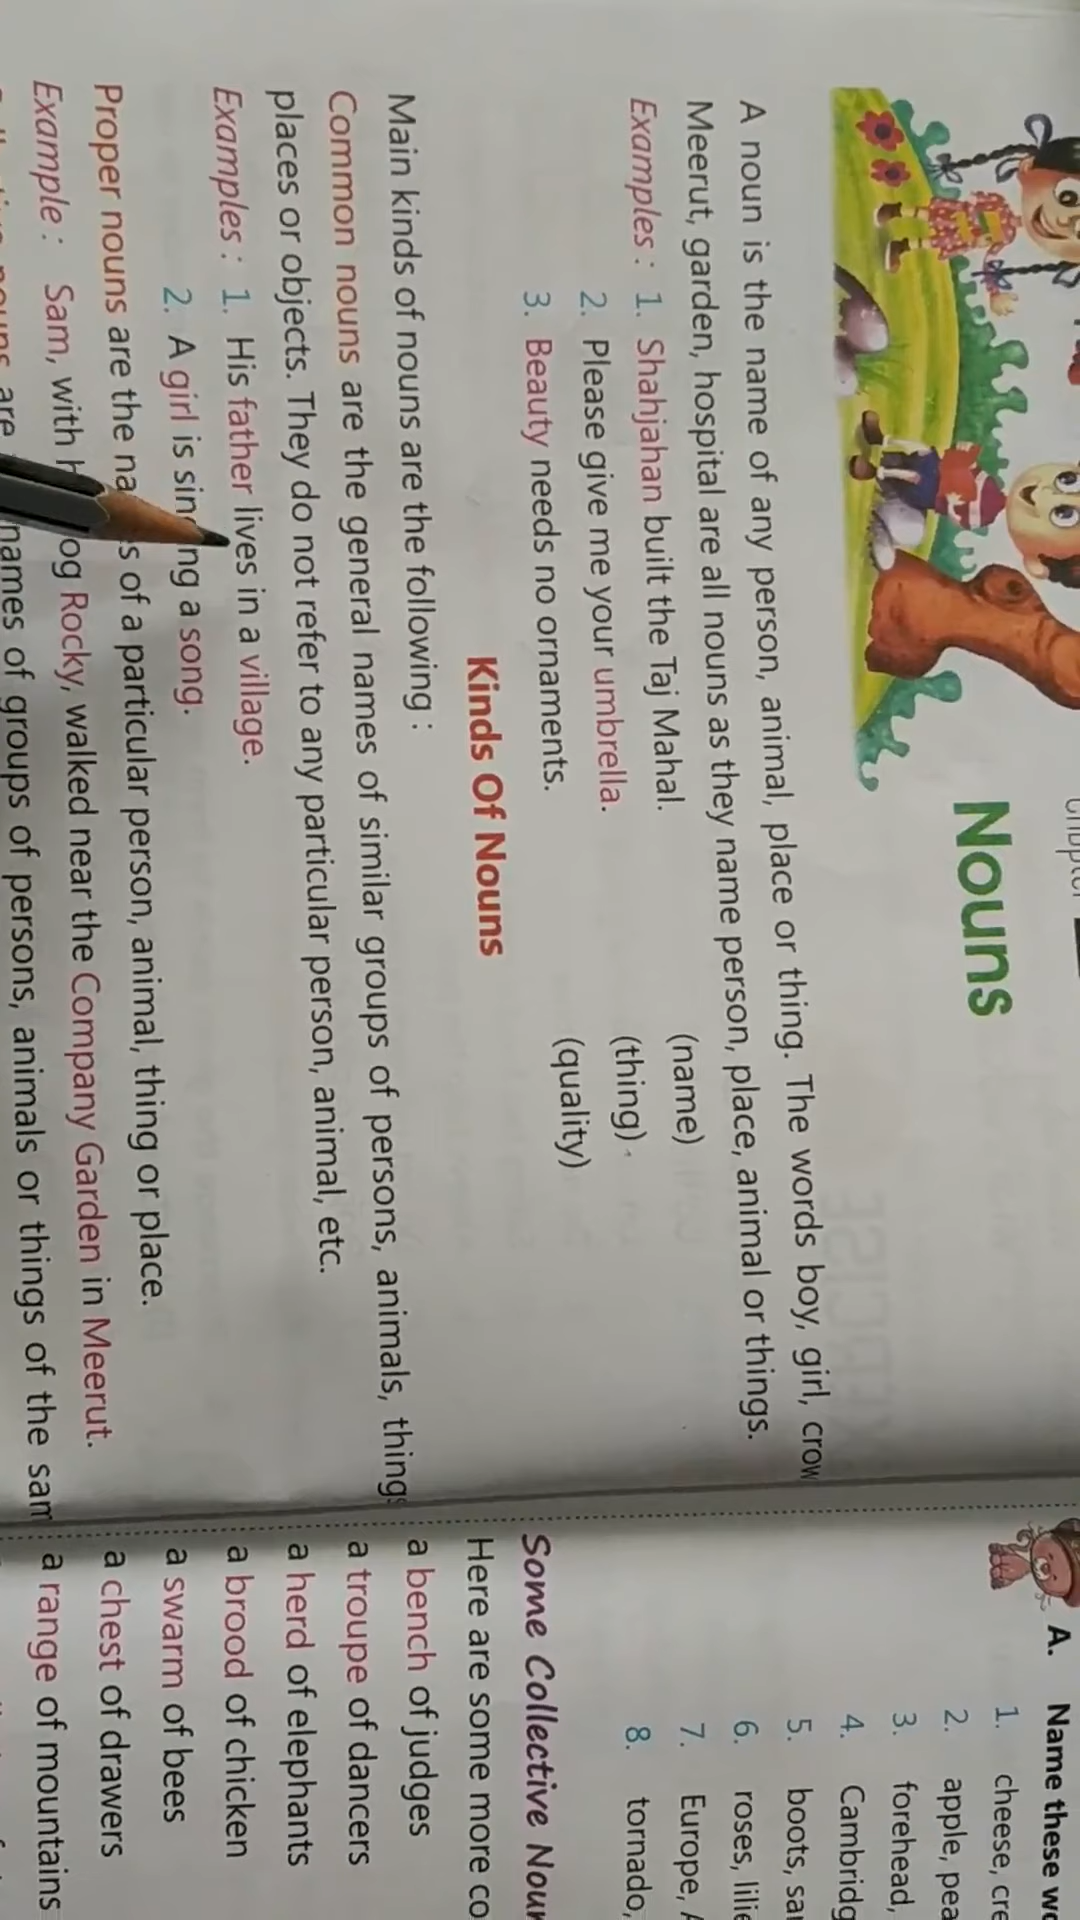 Nouns
A noun is the name of any person, animal, place or thing. The words boy, girl, crow
Meerut, garden, hospital are all nouns as they name person, place, animal or things.
Examples : 1. Shahjahan built the Taj Mahal. (name)
2. Please give me your umbrella. (thing)
3. Beauty needs no ornaments. (quality)
Kinds Of Nouns
Main kinds of nouns are the following :
Common nouns are the general names of similar groups of persons, animals, things
places or objects. They do not refer to any particular person, animal, etc.
Examples : 1. His father lives in a village.
2. A girl is a song.
Proper nouns are the of a particular person, animal, thing or place.
Example : Sam, with Rocky, walked near the Company Garden in Meerut.
are names of groups of persons, animals or things of the
A. Name these
1. cheese,
2. apple,
3. forehead,
4.
5. boots,
6. roses,
7. Europe,
8. tornado,
Some Collective
Here are some more
a bench of judges
a troupe of dancers
a herd of elephants
a brood of chicken
a swarm of bees
a chest of drawers
a range of mountains